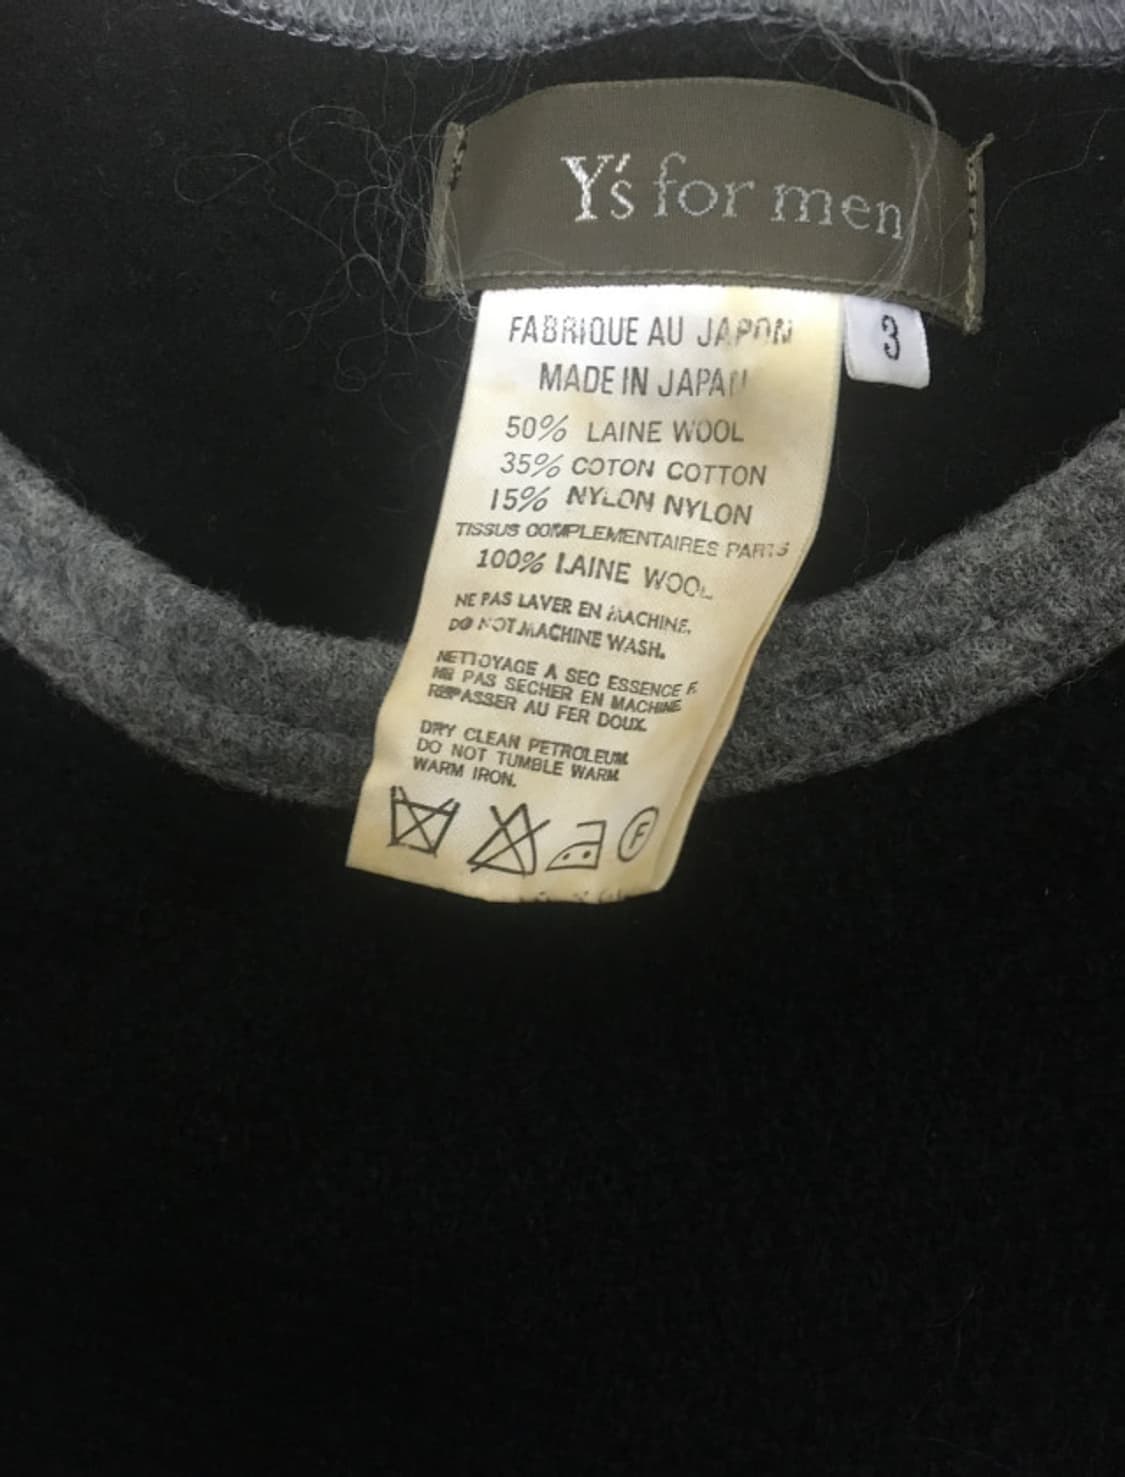 Y's for men
3
FABRIQUE AU JAPON
MADE IN JAPAN
50% LAINE WOOL
35% COTON COTTON
15% NYLON NYLON
TISSUS COMPLEMENTAIRES PARTS
100% LAINE WOOL
NE PAS LAVER EN MACHINE.
DO NOT MACHINE WASH.
NETTOYAGE A SEC ESSENCE F.
NE PAS SECHER EN MACHINE
REPASSER AU FER DOUX.
DRY CLEAN PETROLEUM.
DO NOT TUMBLE WARM.
WARM IRON.
F